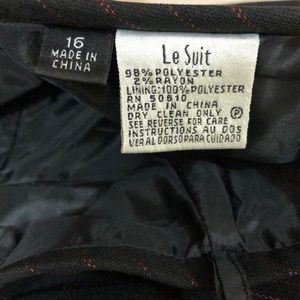 16
MADE IN
CHINA
Le Suit
98% POLYESTER
2% RAYON
LINING:100% POLYESTER
RN 50810
MADE IN CHINA
DRY CLEAN ONLY P
SEE REVERSE FOR CARE
INSTRUCTIONS AU DOS
VER AL DORSO PARA CUIDADO